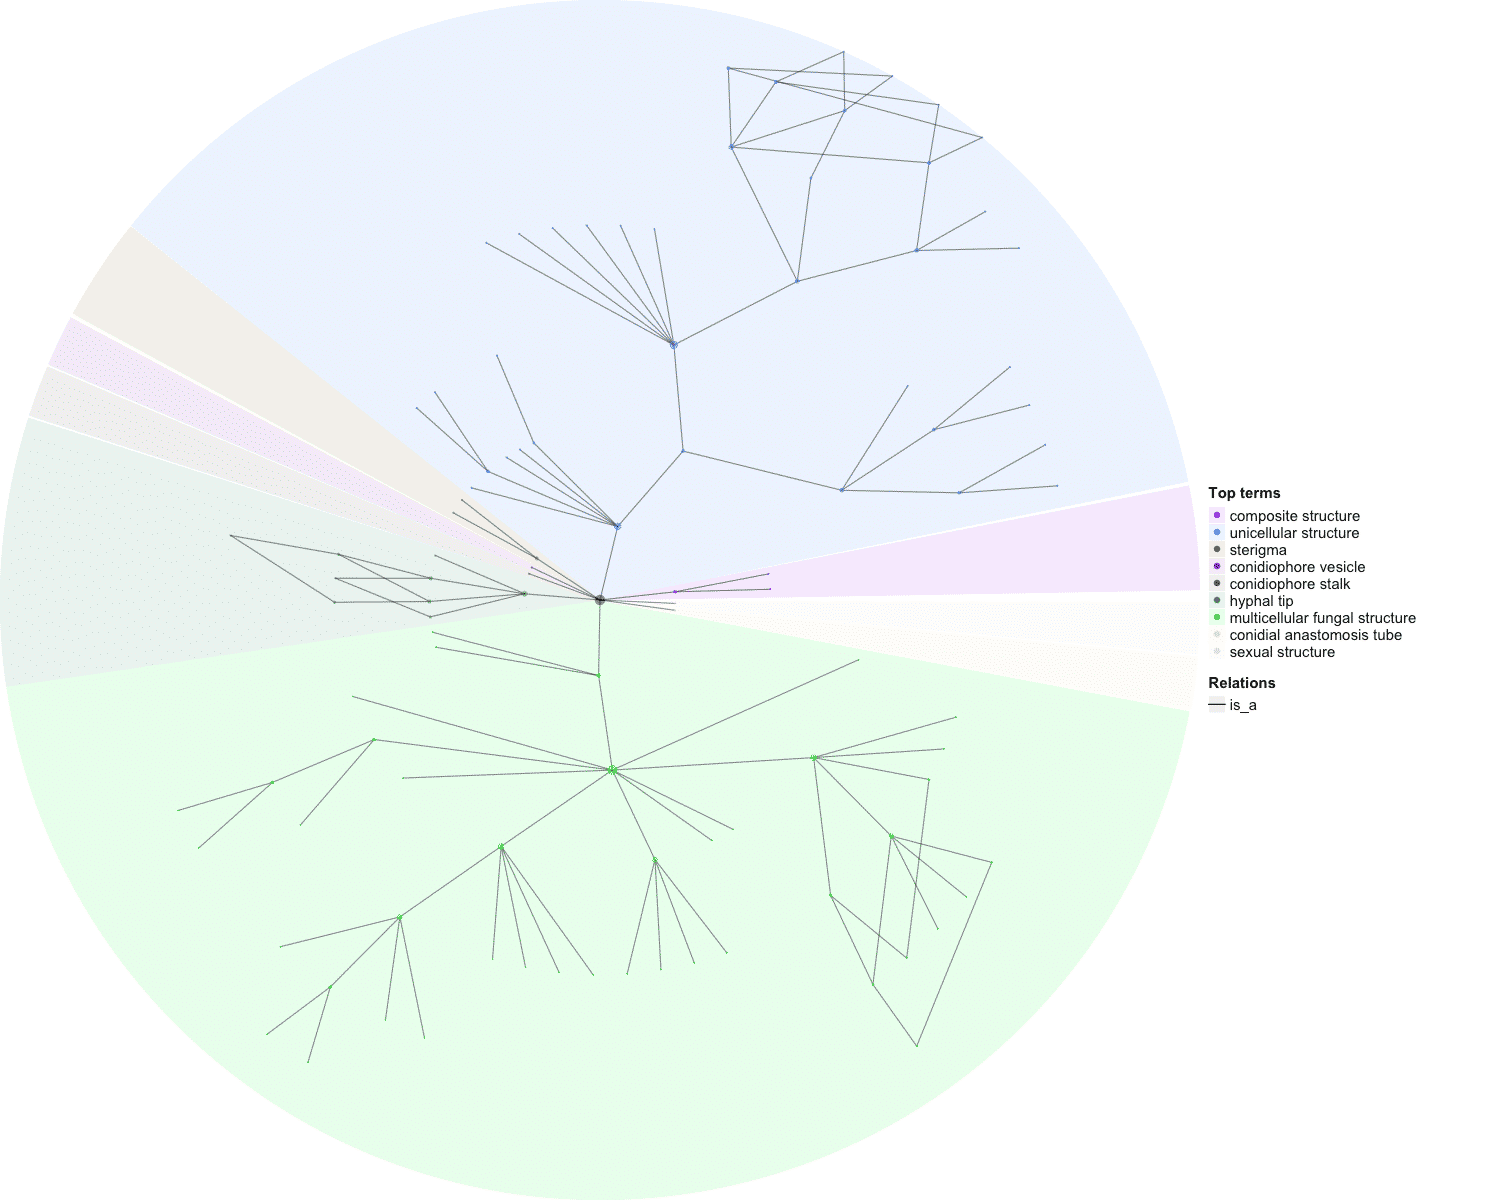 Top terms
composite structure
unicellular structure
sterigma
conidiophore vesicle
conidiophore stalk
hyphal tip
multicellular fungal structure
conidial anastomosis tube
sexual structure
Relations
is_a